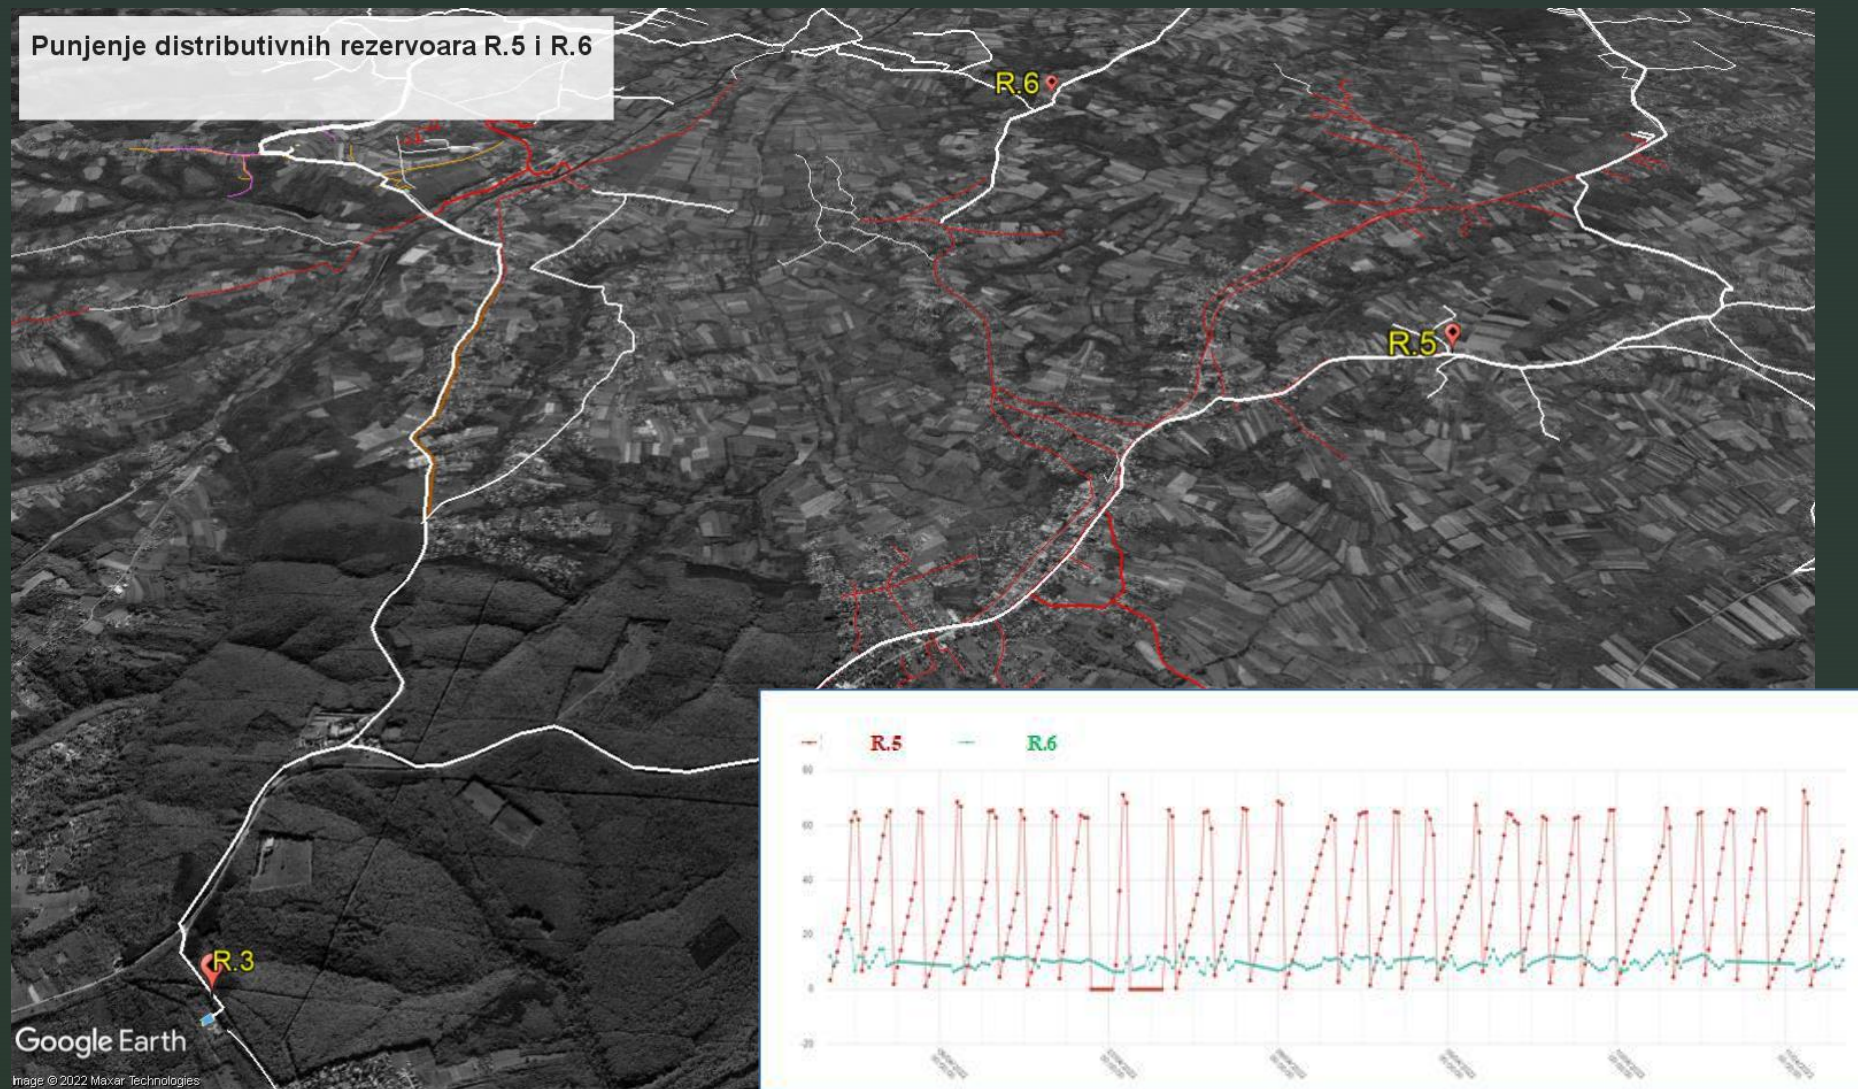 Punjenje distributivnih rezervoara R.5 i R.6
R.6
R.5
R.3
R.5
R.6
80
60
40
20
0
-20
Google Earth
Image © 2022 Maxar Technologies